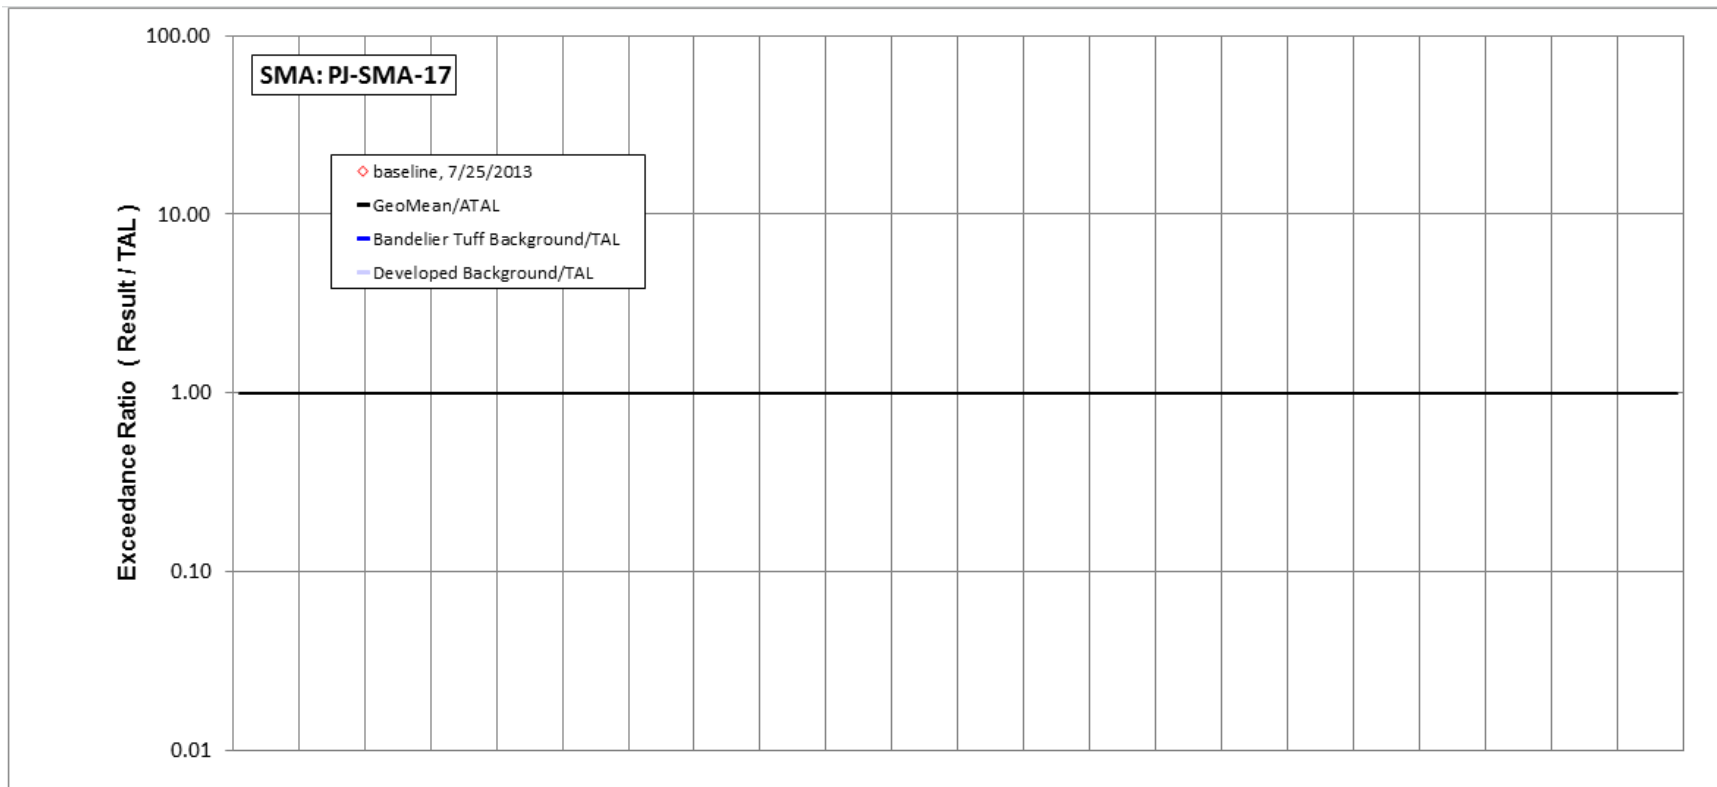 100.00
SMA: PJ-SMA-17
baseline, 7/25/2013
GeoMean/ATAL
Bandelier Tuff Background/TAL
Developed Background/TAL
10.00
1.00
0.10
0.01
Exceedance Ratio ( Result / TAL )